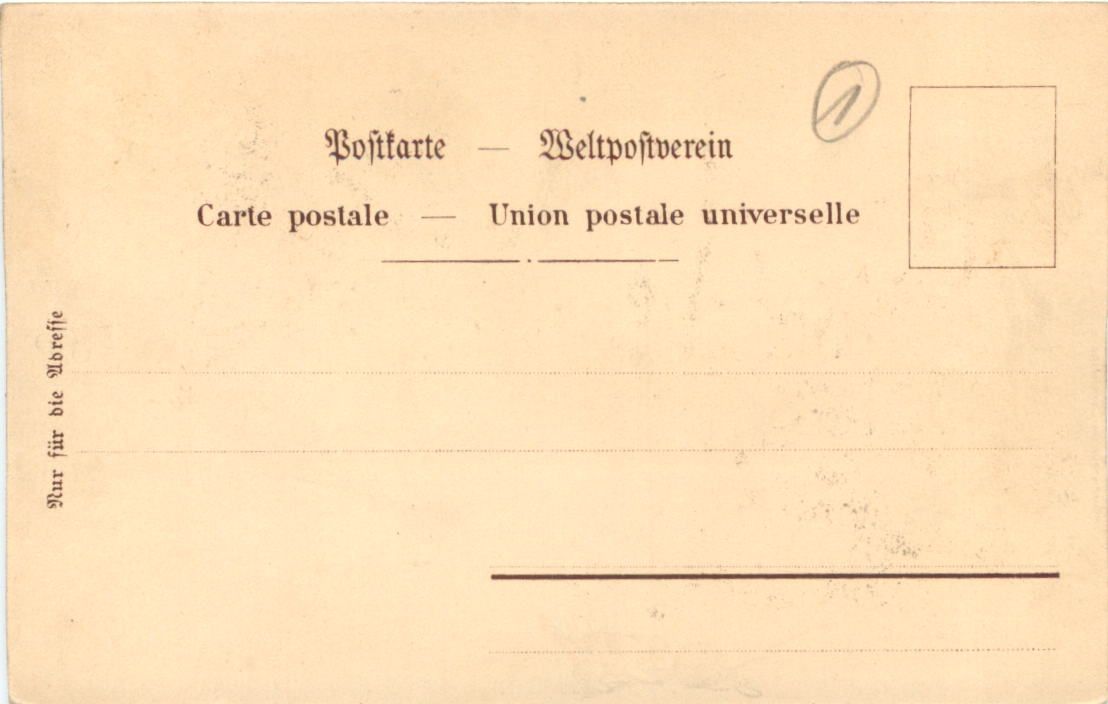 1
Postkarte — Weltpostverein
Carte postale — Union postale universelle
Nur für die Adresse